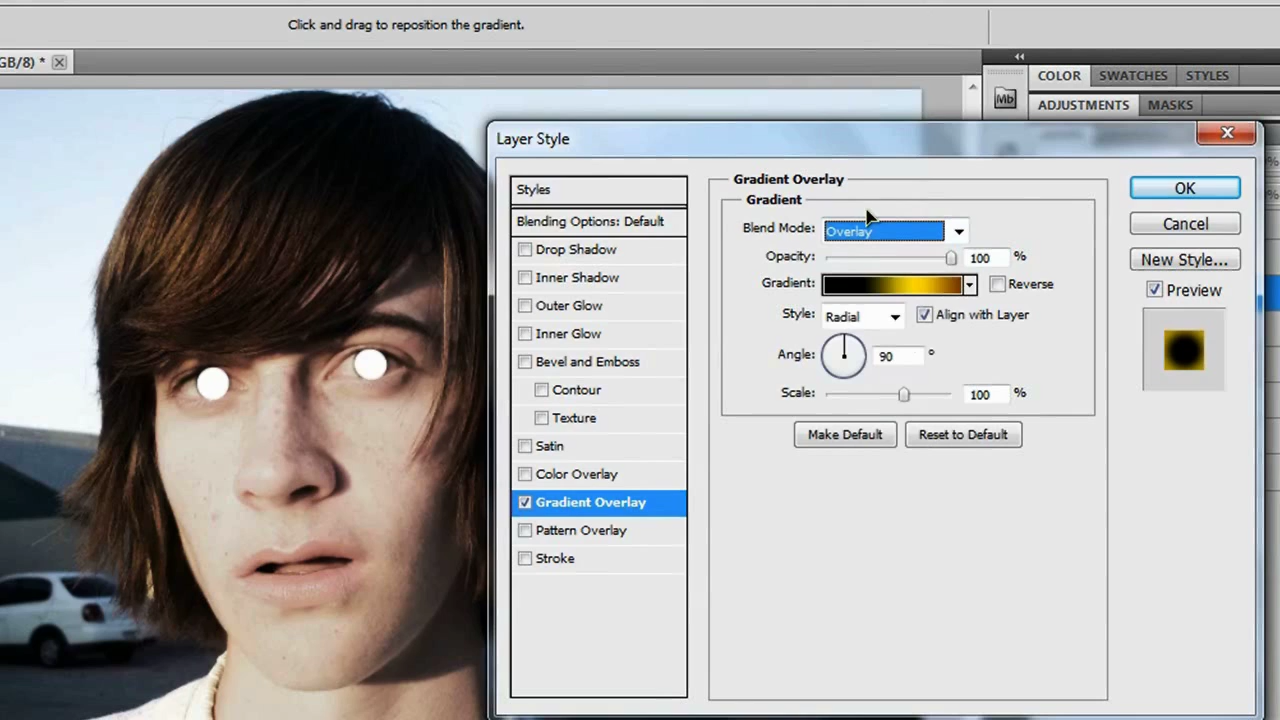 Click and drag to reposition the gradient.
GB/8) *
COLOR SWATCHES STYLES
Mb
ADJUSTMENTS MASKS
Layer Style
Styles
Blending Options: Default
Drop Shadow
Inner Shadow
Outer Glow
Inner Glow
Bevel and Emboss
Contour
Texture
Satin
Color Overlay
Gradient Overlay
Pattern Overlay
Stroke
Gradient Overlay
Gradient
Blend Mode: Overlay
Opacity: 100 %
Gradient: Reverse
Style: Radial Align with Layer
Angle: 90 °
Scale: 100 %
Make Default Reset to Default
OK
Cancel
New Style...
Preview